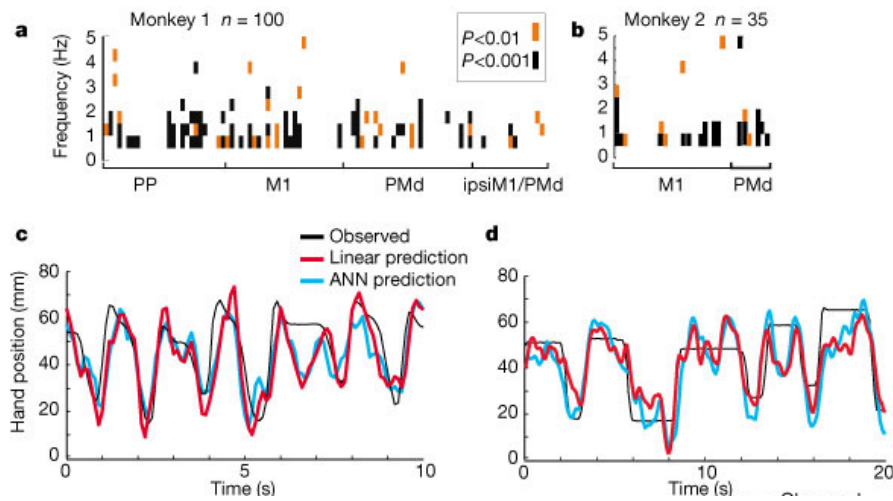 a Monkey 1 n = 100
P<0.01
P<0.001
b Monkey 2 n = 35
Frequency (Hz)
5
4
3
2
1
0
PP M1 PMd ipsiM1/PMd
5
4
3
2
1
0
M1 PMd
c
Observed
Linear prediction
ANN prediction
d
Hand position (mm)
80
60
40
20
0
0 5 10
Time (s)
80
60
40
20
0
0 10 20
Time (s)